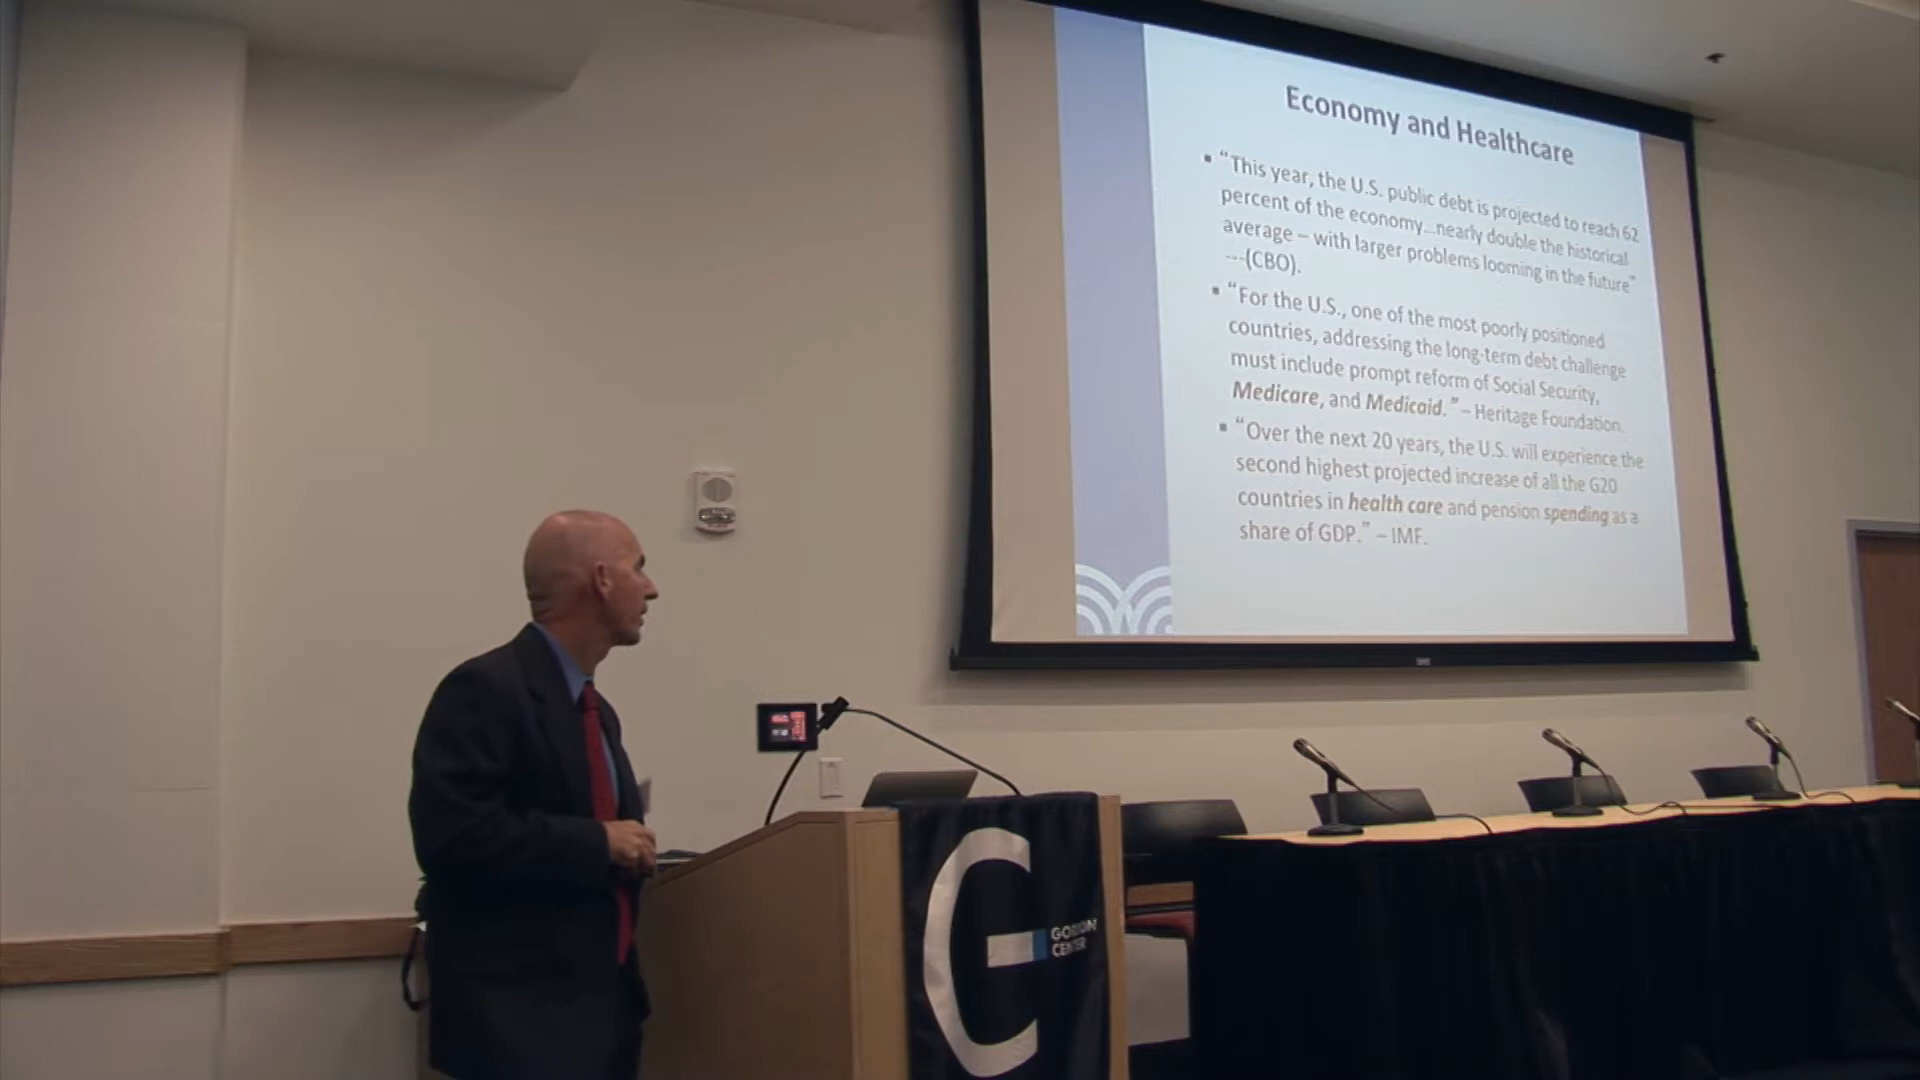 Economy and Healthcare
▪ “This year, the U.S. public debt is projected to reach 62
percent of the economy...nearly double the historical
average – with larger problems looming in the future”
---(CBO).
▪ “For the U.S., one of the most poorly positioned
countries, addressing the long-term debt challenge
must include prompt reform of Social Security,
Medicare, and Medicaid.” – Heritage Foundation.
▪ “Over the next 20 years, the U.S. will experience the
second highest projected increase of all the G20
countries in health care and pension spending as a
share of GDP.” – IMF.
GORDON
CENTER